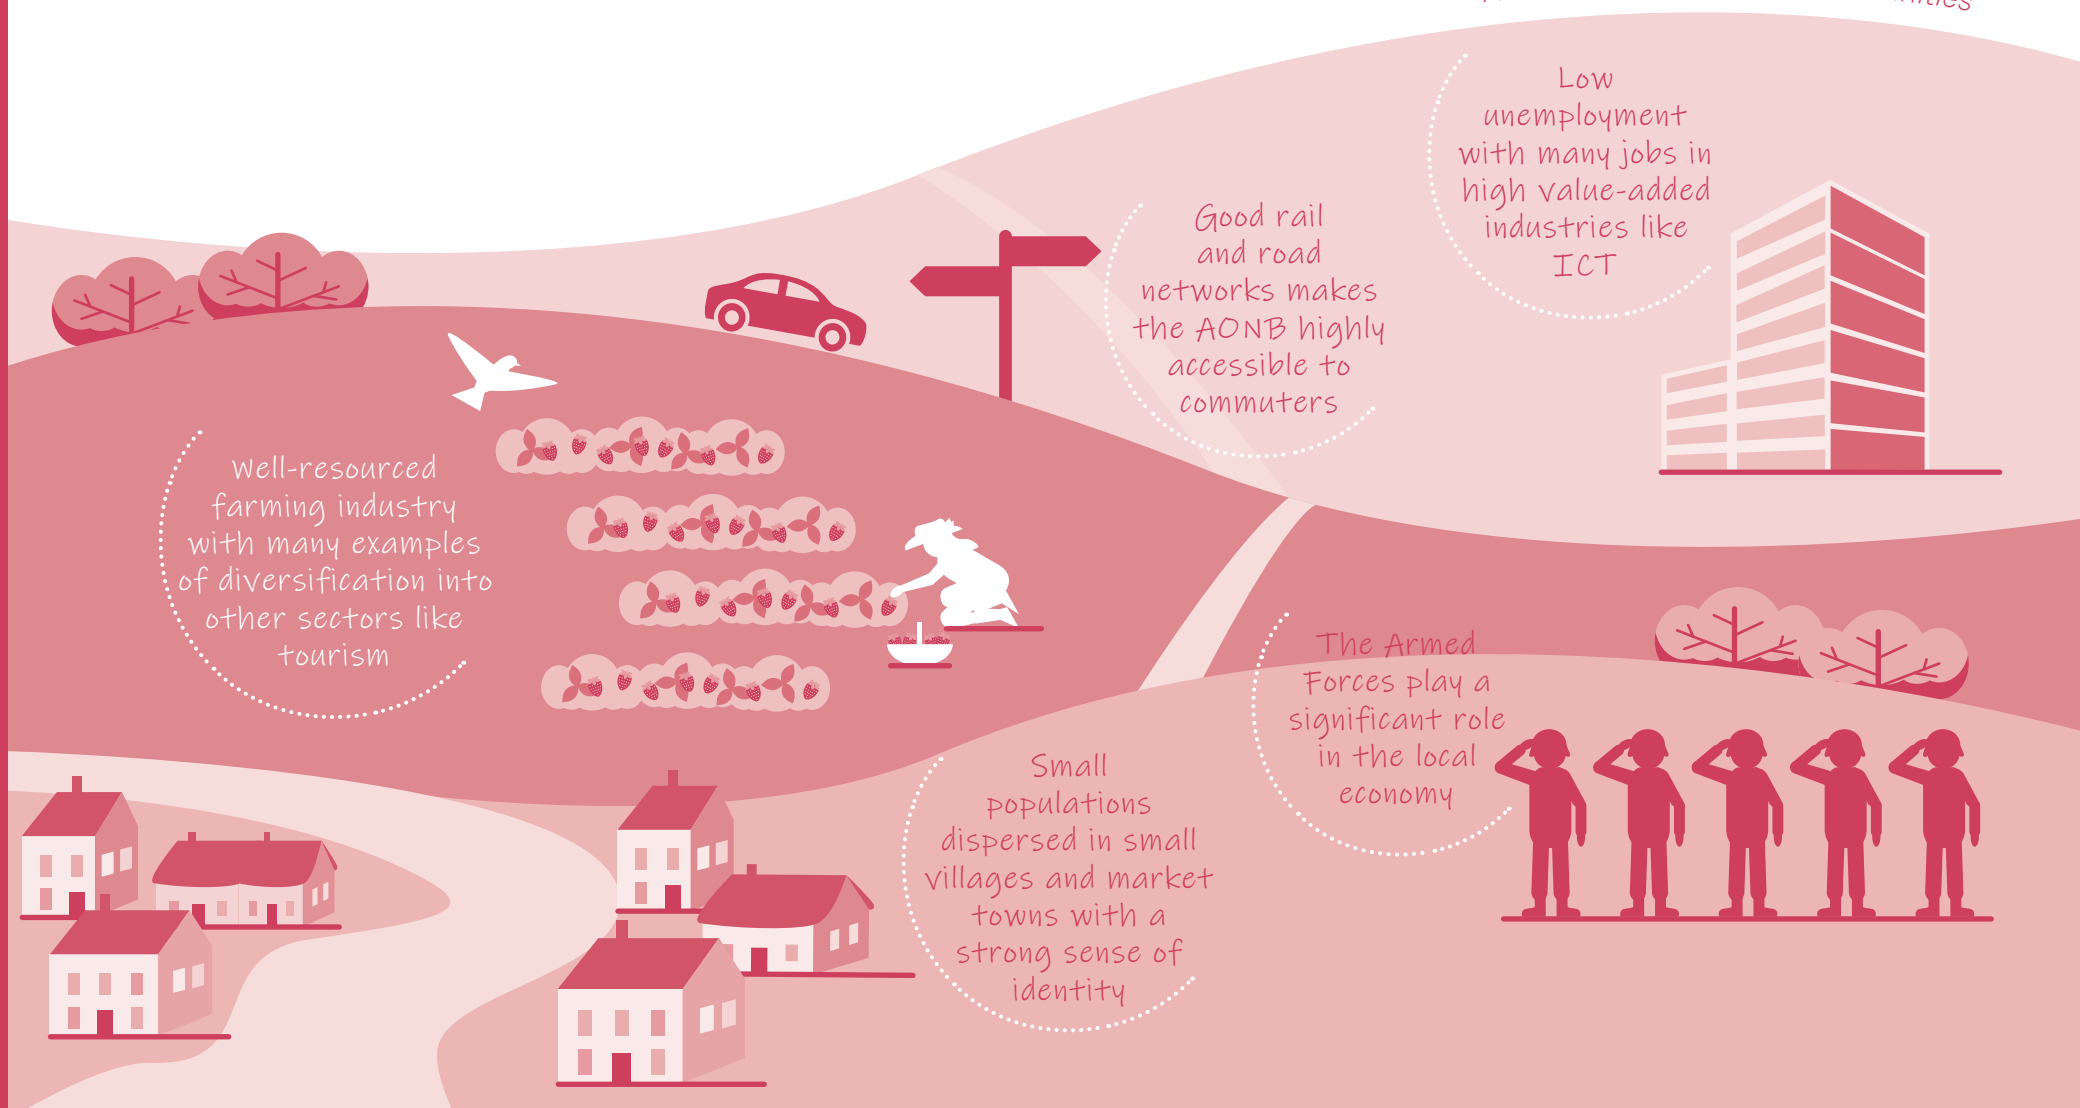 Low
unemployment
with many jobs in
high value-added
industries like
ICT
Good rail
and road
networks makes
the AONB highly
accessible to
commuters
Well-resourced
farming industry
with many examples
of diversification into
other sectors like
tourism
The Armed
Forces play a
significant role
in the local
economy
Small
populations
dispersed in small
villages and market
towns with a
strong sense of
identity